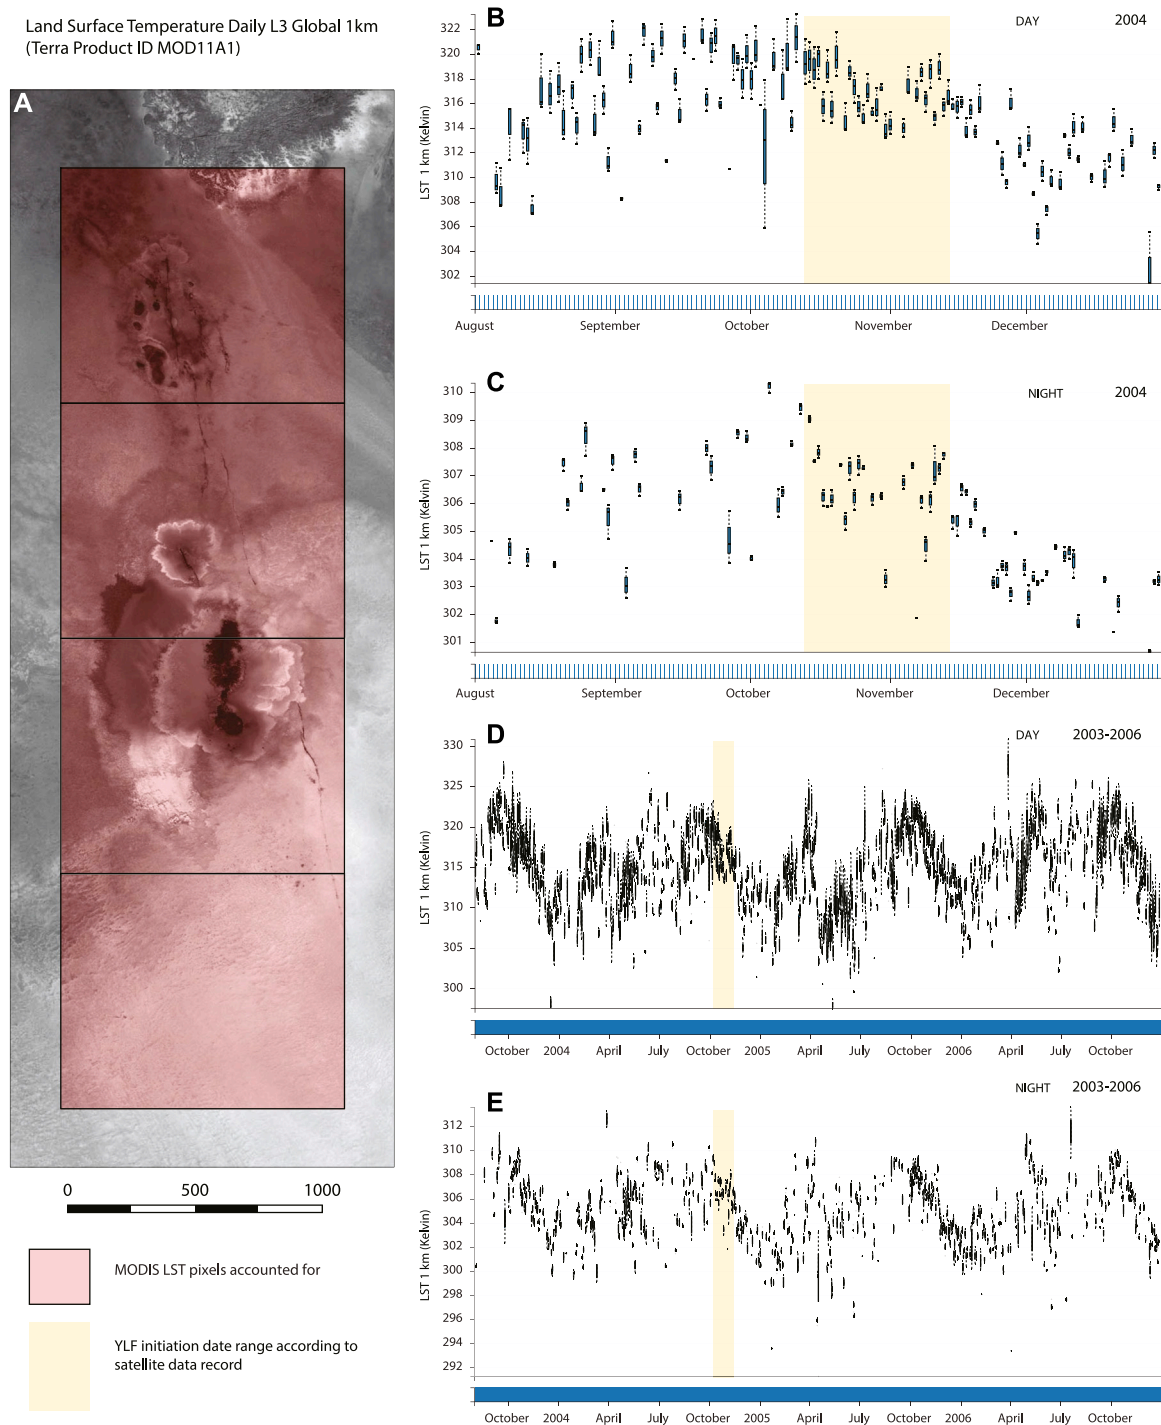 Land Surface Temperature Daily L3 Global 1km
(Terra Product ID MOD11A1)
A
0 500 1000
MODIS LST pixels accounted for
YLF initiation date range according to
satellite data record
B
DAY 2004
LST 1 km (Kelvin)
322
320
318
316
314
312
310
308
306
304
302
August September October November December
C
NIGHT 2004
LST 1 km (Kelvin)
310
309
308
307
306
305
304
303
302
301
August September October November December
D
DAY 2003-2006
LST 1 km (Kelvin)
330
325
320
315
310
305
300
October 2004 April July October 2005 April July October 2006 April July October
E
NIGHT 2003-2006
LST 1 km (Kelvin)
312
310
308
306
304
302
300
298
296
294
292
October 2004 April July October 2005 April July October 2006 April July October